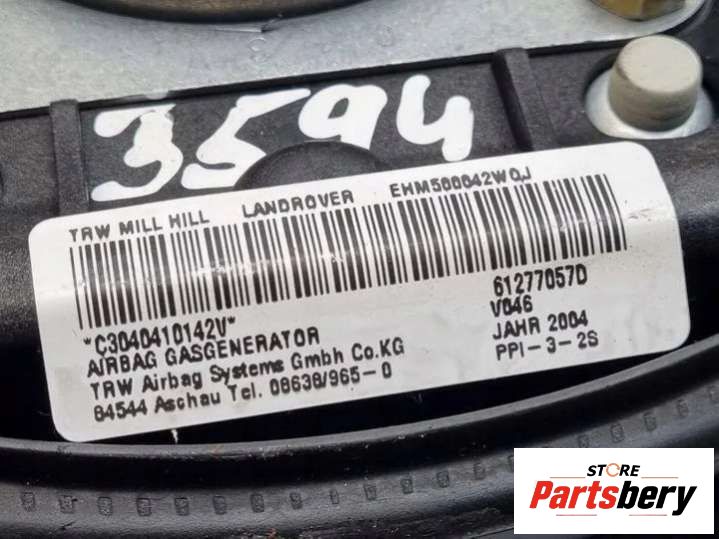 3594
TRW MILL HILL LANDROVER EHM500042WQJ
*C3040410142V* 61277057D
AIRBAG GASGENERATOR V046
TRW Airbag Systems Gmbh Co.KG JAHR 2004
84544 Aschau Tel. 08638/965-0 PPI-3-2S
STORE
Partsbery